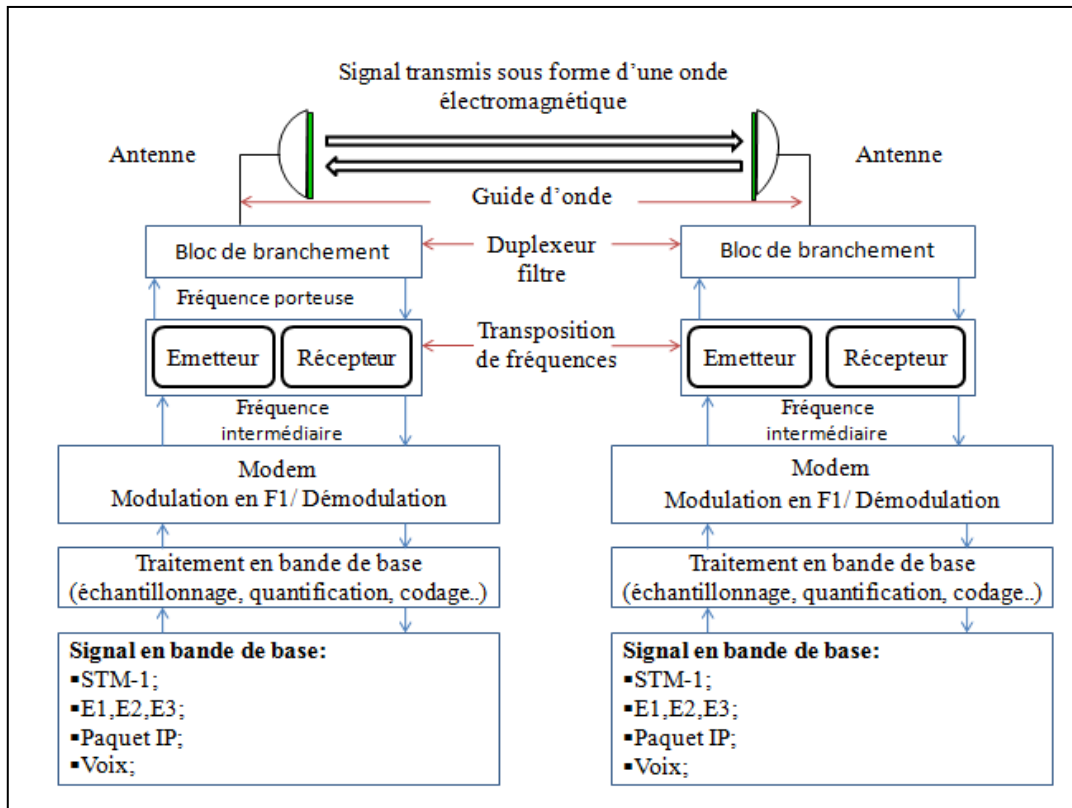 Signal transmis sous forme d’une onde
électromagnétique
Antenne
Antenne
Guide d’onde
Bloc de branchement
Duplexeur
filtre
Bloc de branchement
Fréquence porteuse
Emetteur
Récepteur
Transposition
de fréquences
Emetteur
Récepteur
Fréquence
intermédiaire
Fréquence
intermédiaire
Modem
Modulation en F1/ Démodulation
Modem
Modulation en F1/ Démodulation
Traitement en bande de base
(échantillonnage, quantification, codage..)
Traitement en bande de base
(échantillonnage, quantification, codage..)
Signal en bande de base:
▪STM-1;
▪E1,E2,E3;
▪Paquet IP;
▪Voix;
Signal en bande de base:
▪STM-1;
▪E1,E2,E3;
▪Paquet IP;
▪Voix;